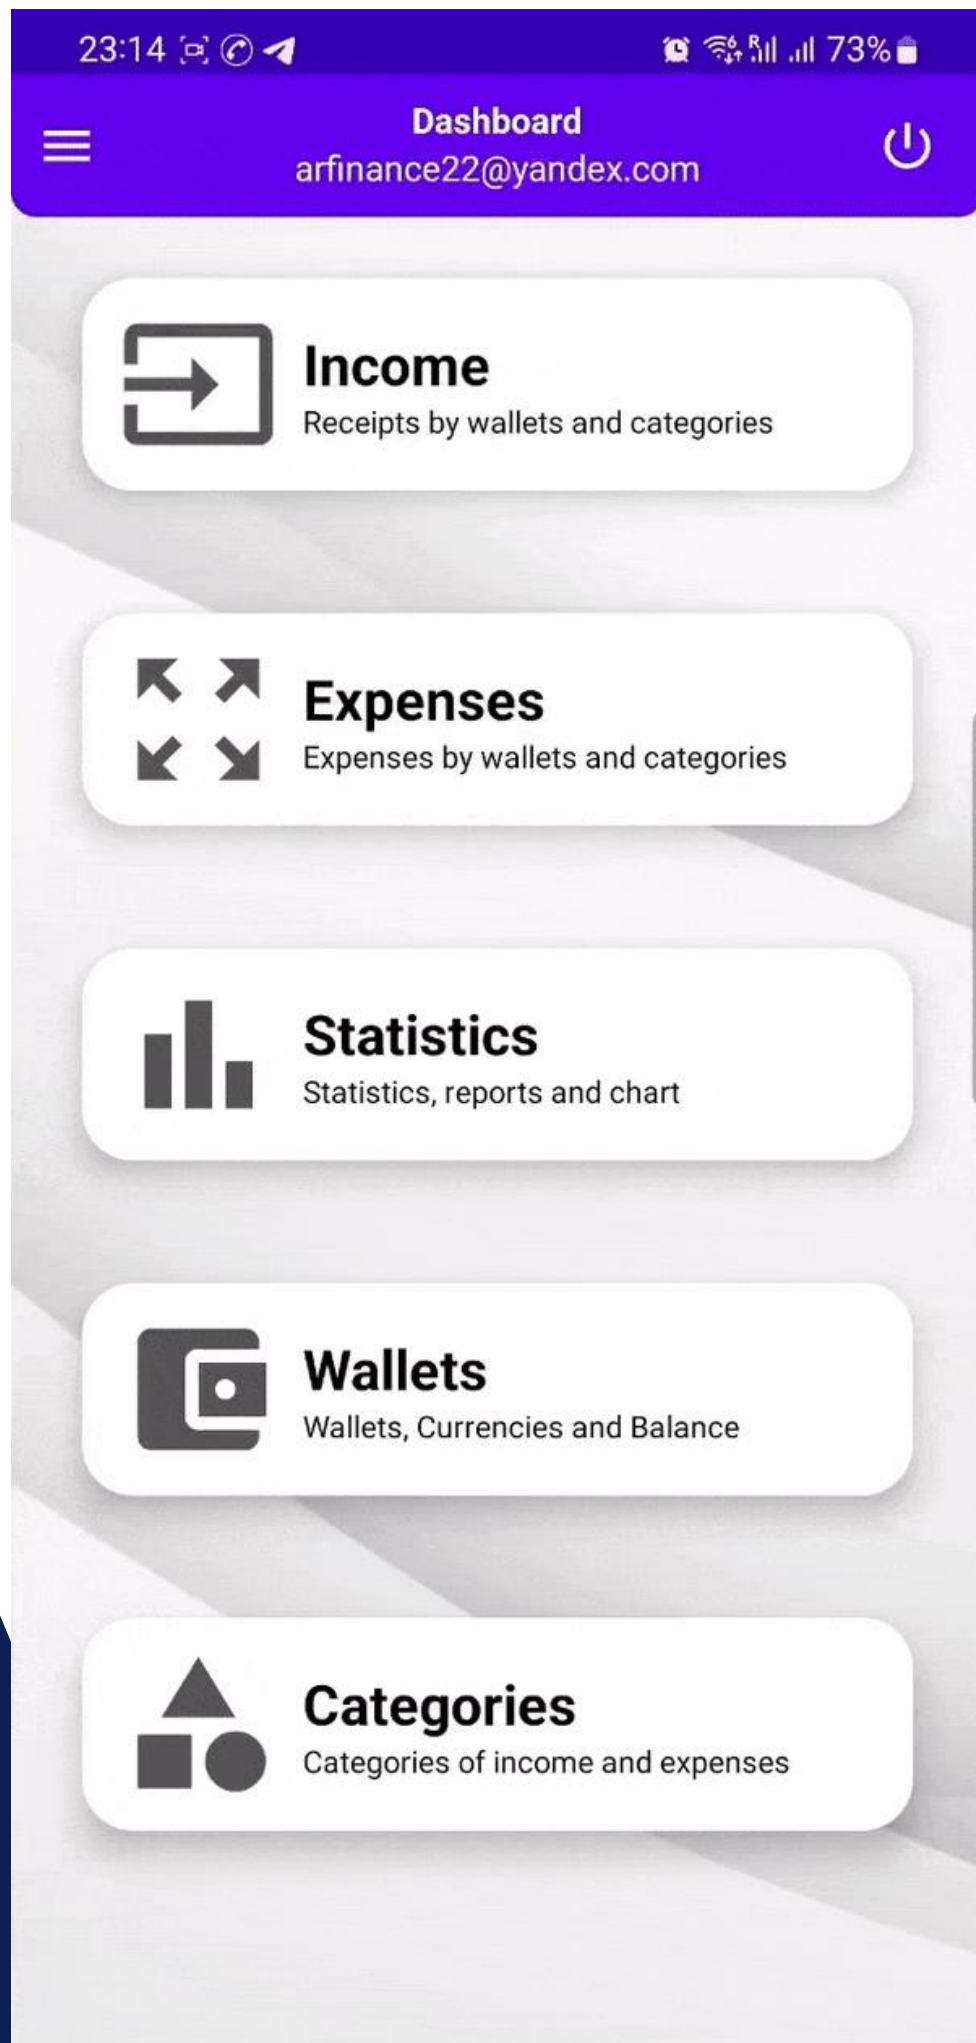 23:14 73%
Dashboard
arfinance22@yandex.com
Income
Receipts by wallets and categories
Expenses
Expenses by wallets and categories
Statistics
Statistics, reports and chart
Wallets
Wallets, Currencies and Balance
Categories
Categories of income and expenses